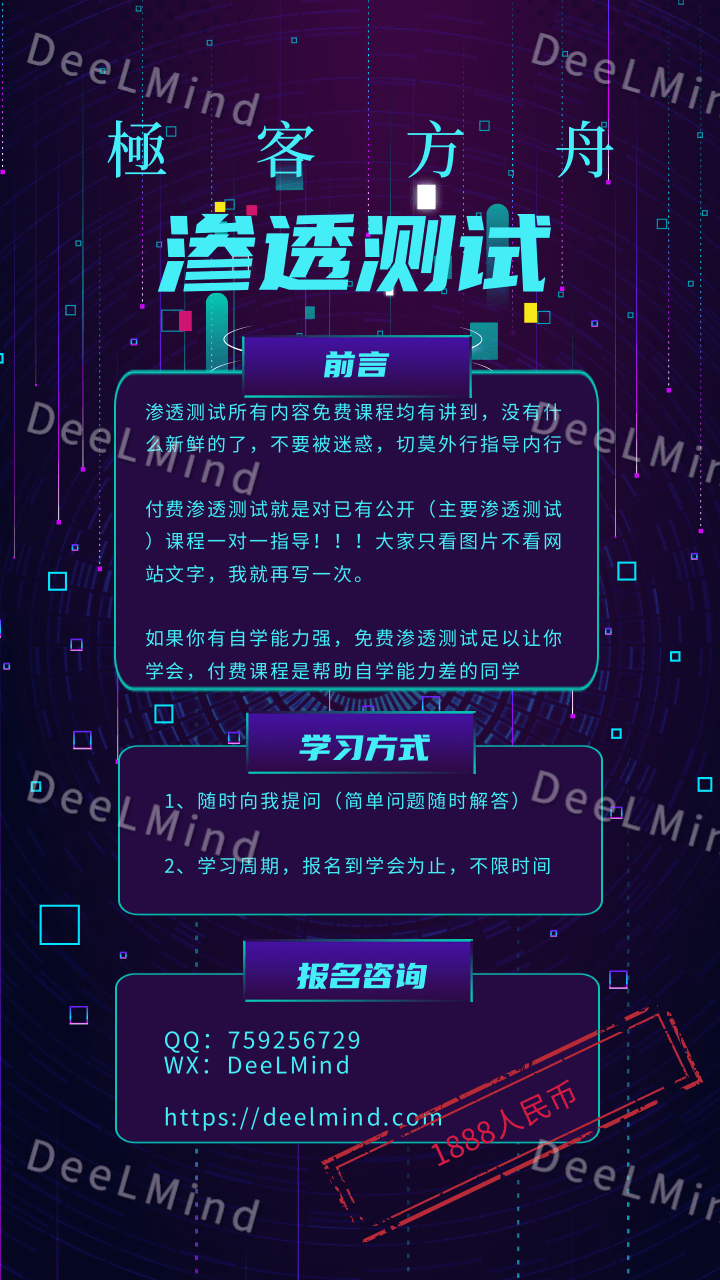 DeeLMind
DeeLMin
極客方舟
渗透测试
前言
渗透测试所有内容免费课程均有讲到，没有什
么新鲜的了，不要被迷惑，切莫外行指导内行
DeeLMind
DeeLMin
付费渗透测试就是对已有公开（主要渗透测试
）课程一对一指导！！！大家只看图片不看网
站文字，我就再写一次。
如果你有自学能力强，免费渗透测试足以让你
学会，付费课程是帮助自学能力差的同学
学习方式
1、随时向我提问（简单问题随时解答）
DeeLMind
DeeLMin
2、学习周期，报名到学会为止，不限时间
报名咨询
QQ：759256729
WX：DeeLMind
https://deelmind.com
1888人民币
DeeLMind
DeeLMin